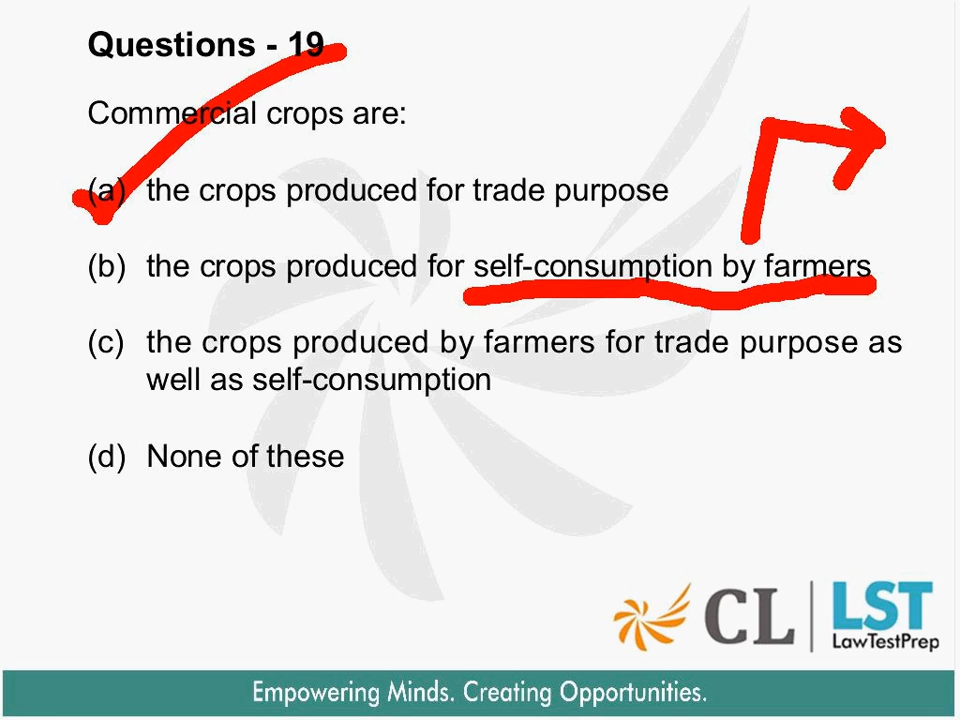 Questions - 19
Commercial crops are:
(a) the crops produced for trade purpose
(b) the crops produced for self-consumption by farmers
(c) the crops produced by farmers for trade purpose as
well as self-consumption
(d) None of these
CL LST
LawTestPrep
Empowering Minds. Creating Opportunities.